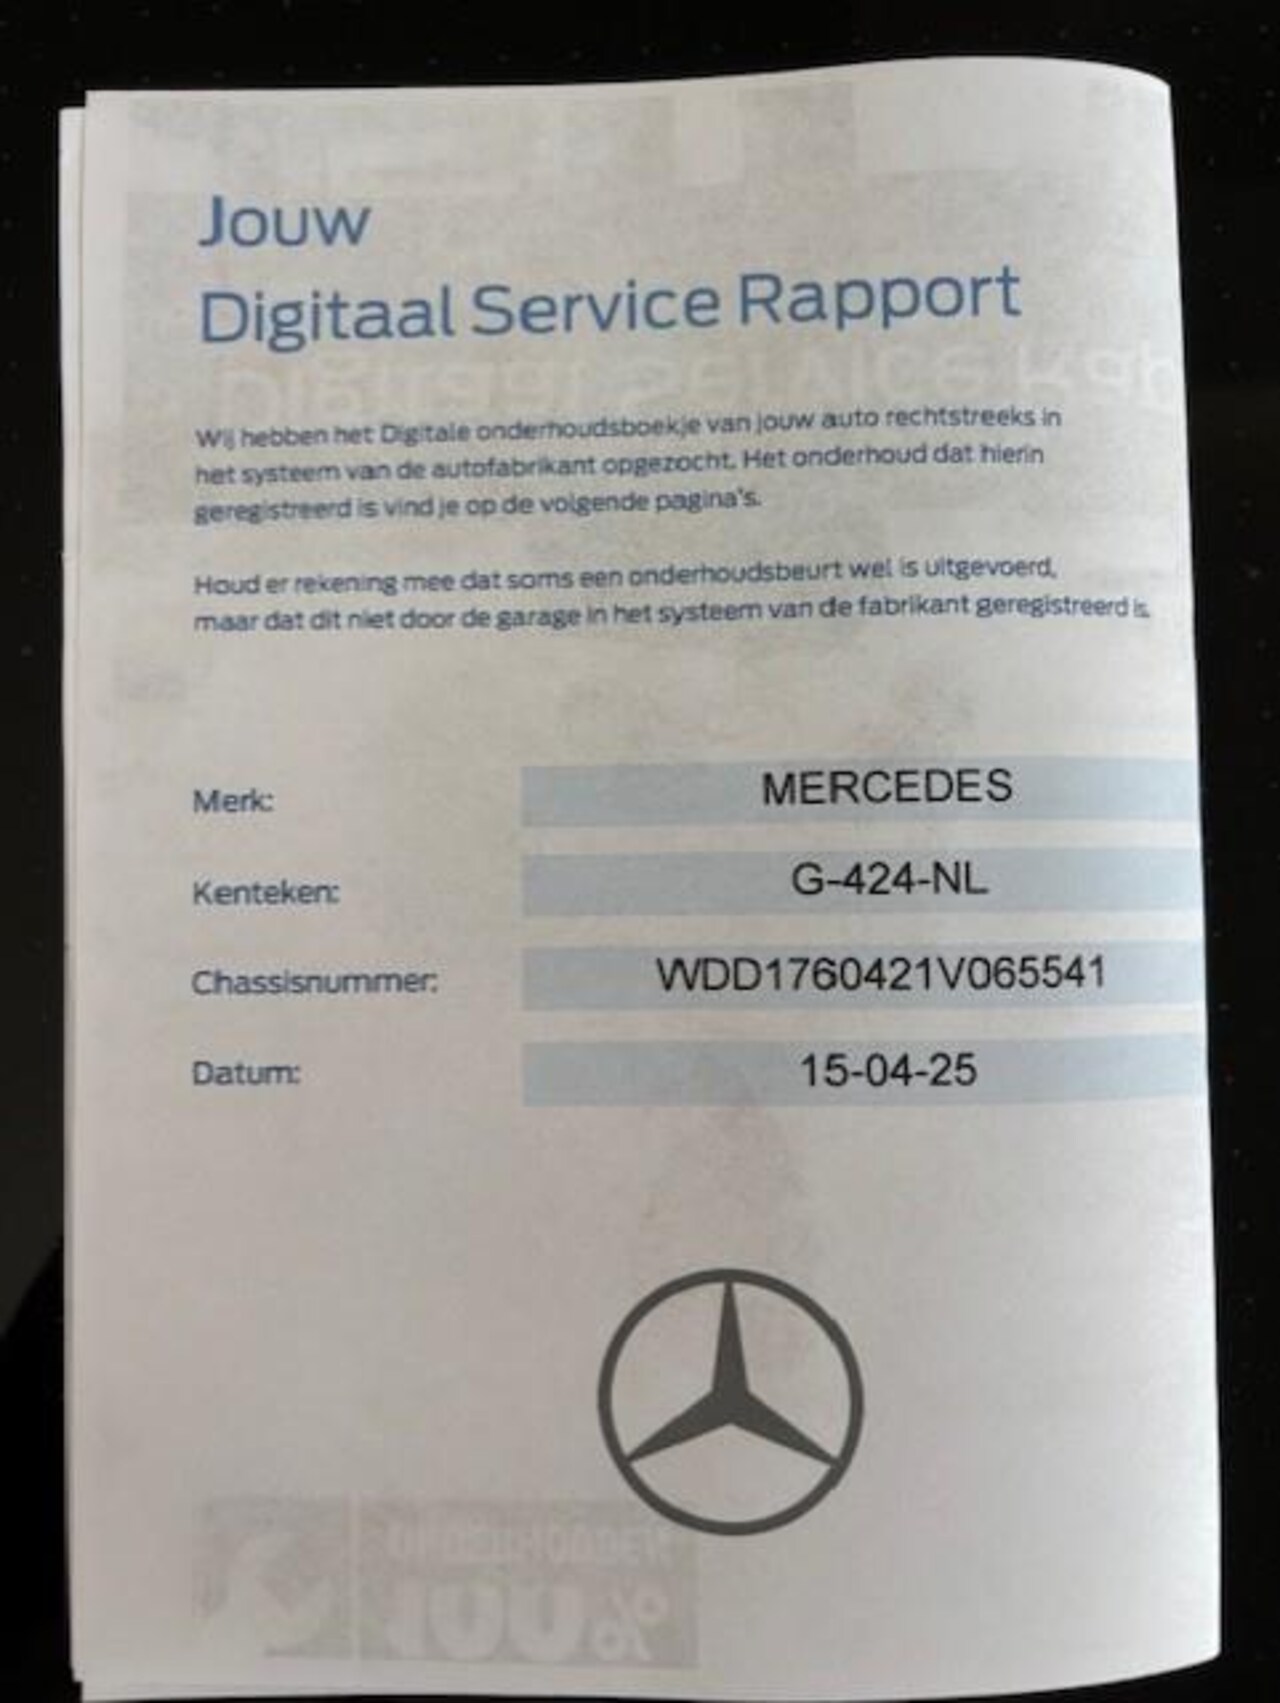 Jouw
Digitaal Service Rapport
Wij hebben het Digitale onderhoudsboekje van jouw auto rechtstreeks in
het systeem van de autofabrikant opgezocht. Het onderhoud dat hierin
geregistreerd is vind je op de volgende pagina's.
Houd er rekening mee dat soms een onderhoudsbeurt wel is uitgevoerd,
maar dat dit niet door de garage in het systeem van de fabrikant geregistreerd is.
Merk: MERCEDES
Kenteken: G-424-NL
Chassisnummer: WDD1760421V065541
Datum: 15-04-25
100%